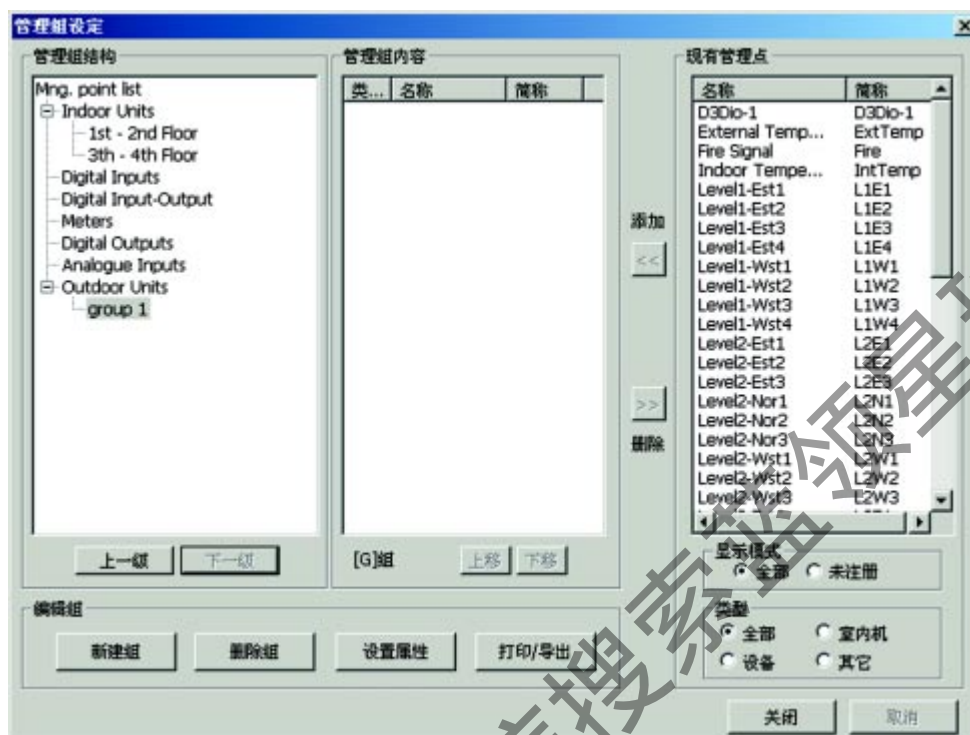 管理组设定
管理组结构
Mng. point list
Indoor Units
1st - 2nd Floor
3th - 4th Floor
Digital Inputs
Digital Input-Output
Meters
Digital Outputs
Analogue Inputs
Outdoor Units
group 1
上一级 下一级
管理组内容
类... 名称 简称
[G]组 上移 下移
添加
<<
>>
删除
现有管理点
名称 简称
D3Dio-1 D3Dio-1
External Temp... ExtTemp
Fire Signal Fire
Indoor Tempe... IntTemp
Level1-Est1 L1E1
Level1-Est2 L1E2
Level1-Est3 L1E3
Level1-Est4 L1E4
Level1-Wst1 L1W1
Level1-Wst2 L1W2
Level1-Wst3 L1W3
Level1-Wst4 L1W4
Level2-Est1 L2E1
Level2-Est2 L2E2
Level2-Est3 L2E3
Level2-Nor1 L2N1
Level2-Nor2 L2N2
Level2-Nor3 L2N3
Level2-Wst1 L2W1
Level2-Wst2 L2W2
Level2-Wst3 L2W3
显示模式
全部 未注册
类型
全部 室内机
设备 其它
编辑组
新建组 删除组 设置属性 打印/导出
关闭 取消
搜索蓝领星球